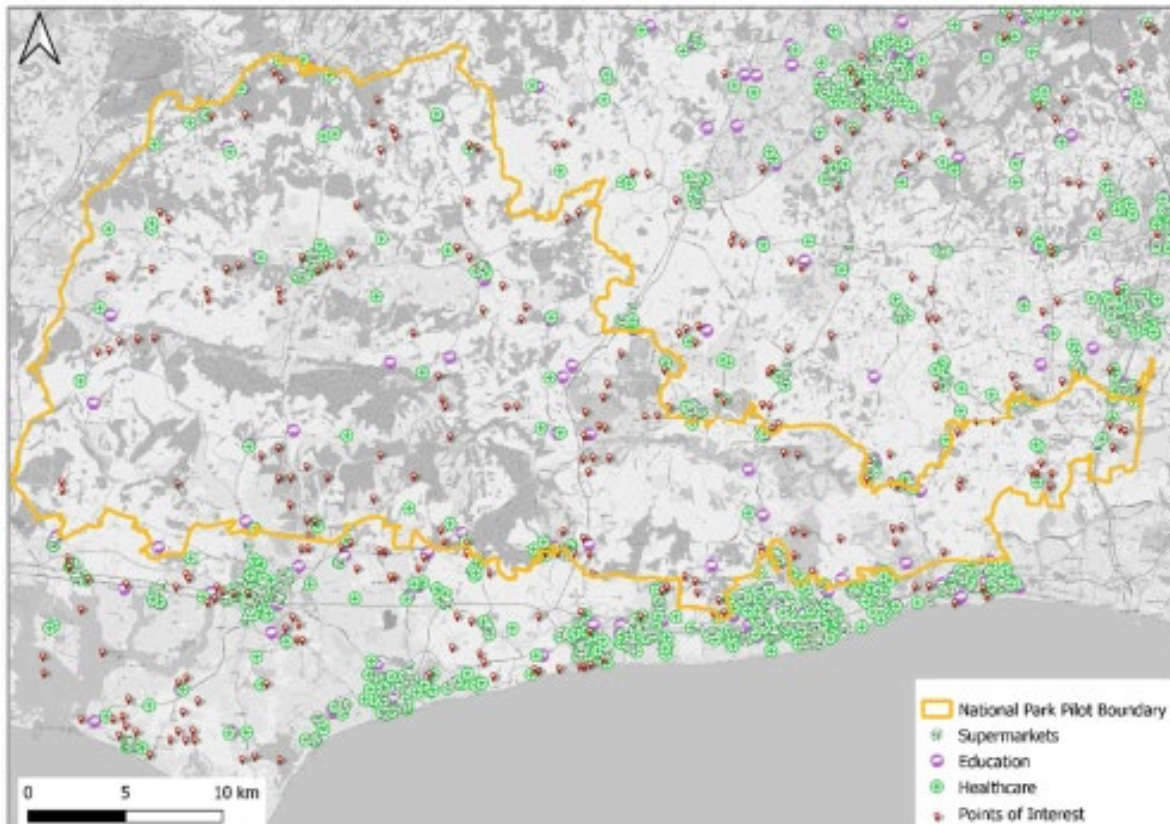 National Park Pilot Boundary
Supermarkets
Education
Healthcare
Points of Interest
0 5 10 km